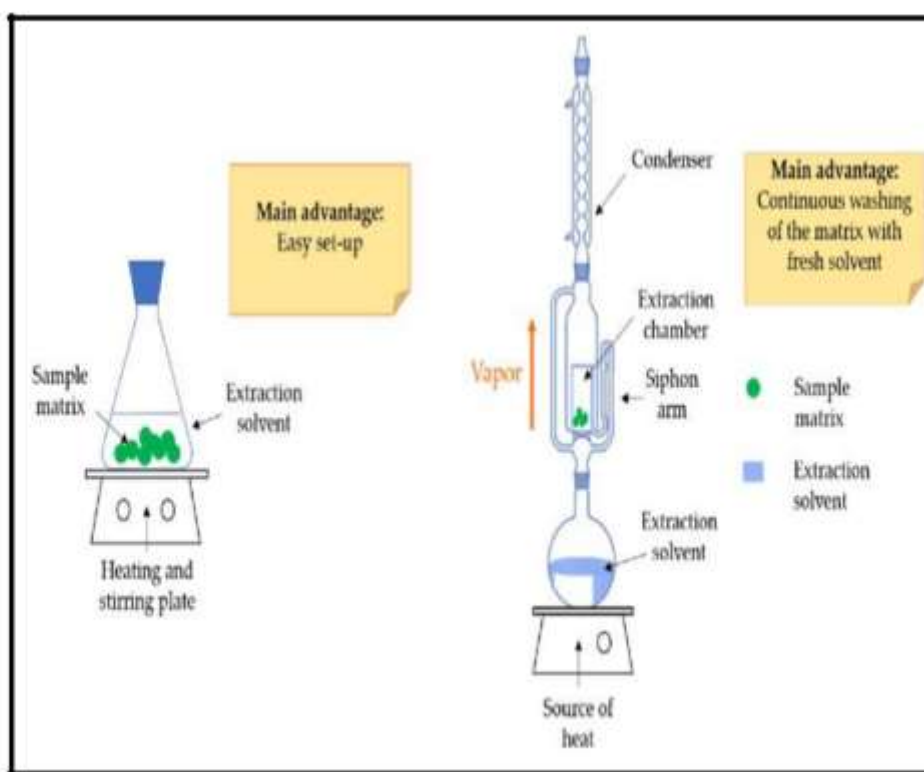 Main advantage:
Easy set-up
Sample
matrix
Extraction
solvent
Heating and
stirring plate
Condenser
Main advantage:
Continuous washing
of the matrix with
fresh solvent
Extraction
chamber
Vapor
Siphon
arm
Sample
matrix
Extraction
solvent
Extraction
solvent
Source of
heat